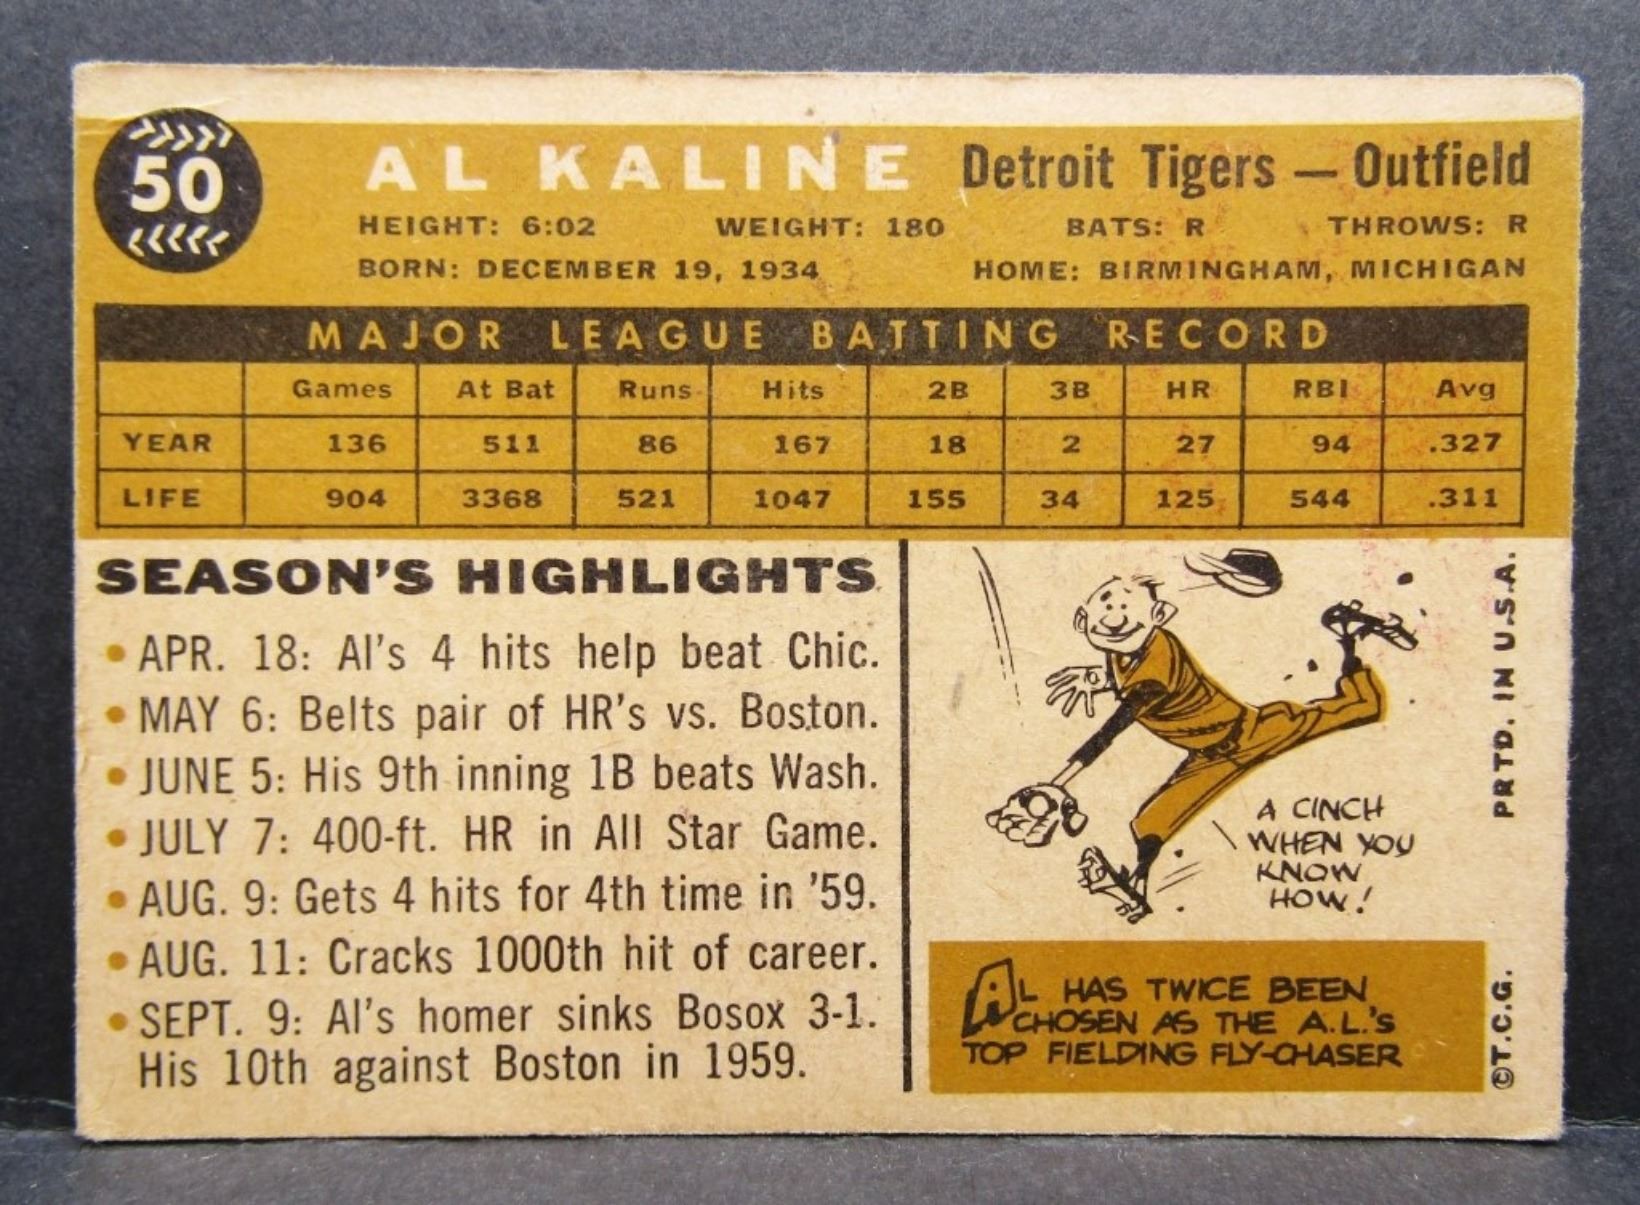 50
AL KALINE Detroit Tigers — Outfield
HEIGHT: 6:02 WEIGHT: 180 BATS: R THROWS: R
BORN: DECEMBER 19, 1934 HOME: BIRMINGHAM, MICHIGAN
MAJOR LEAGUE BATTING RECORD
Games At Bat Runs Hits 2B 3B HR RBI Avg
YEAR 136 511 86 167 18 2 27 94 .327
LIFE 904 3368 521 1047 155 34 125 544 .311
SEASON'S HIGHLIGHTS
• APR. 18: Al's 4 hits help beat Chic.
• MAY 6: Belts pair of HR's vs. Boston.
• JUNE 5: His 9th inning 1B beats Wash.
• JULY 7: 400-ft. HR in All Star Game.
• AUG. 9: Gets 4 hits for 4th time in '59.
• AUG. 11: Cracks 1000th hit of career.
• SEPT. 9: Al's homer sinks Bosox 3-1.
His 10th against Boston in 1959.
A CINCH
WHEN YOU
KNOW
HOW!
AL HAS TWICE BEEN
CHOSEN AS THE A.L.'S
TOP FIELDING FLY-CHASER
©T.C.G. PRTD. IN U.S.A.